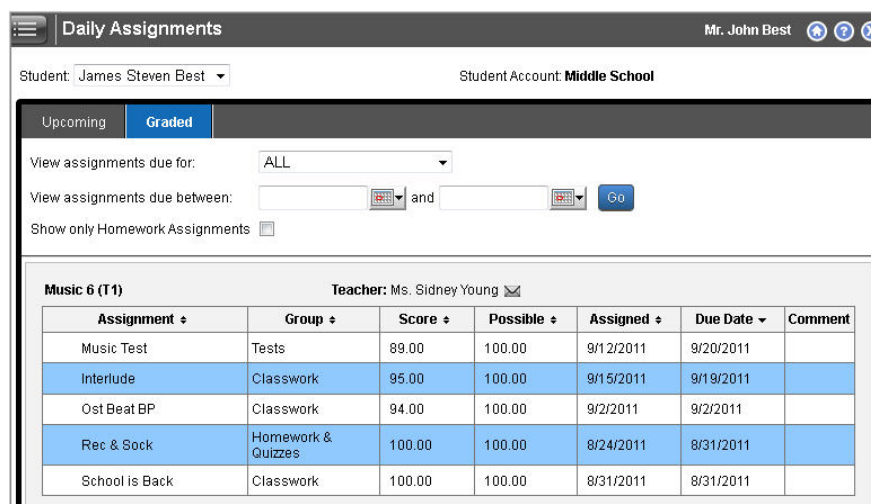 Daily Assignments Mr. John Best
Student: James Steven Best Student Account: Middle School
Upcoming Graded
View assignments due for: ALL
View assignments due between: and Go
Show only Homework Assignments
Music 6 (T1) Teacher: Ms. Sidney Young
Assignment Group Score Possible Assigned Due Date Comment
Music Test Tests 89.00 100.00 9/12/2011 9/20/2011
Interlude Classwork 95.00 100.00 9/15/2011 9/19/2011
Ost Beat BP Classwork 94.00 100.00 9/2/2011 9/2/2011
Rec & Sock Homework & Quizzes 100.00 100.00 8/24/2011 8/31/2011
School is Back Classwork 100.00 100.00 8/31/2011 8/31/2011